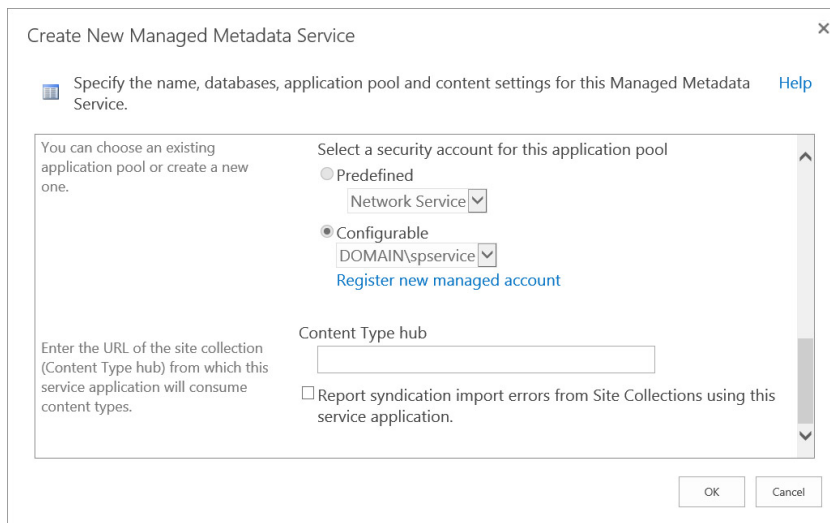 Create New Managed Metadata Service
Specify the name, databases, application pool and content settings for this Managed Metadata
Service.
Help
You can choose an existing
application pool or create a new
one.
Select a security account for this application pool
Predefined
Network Service
Configurable
DOMAIN\spservice
Register new managed account
Enter the URL of the site collection
(Content Type hub) from which this
service application will consume
content types.
Content Type hub
Report syndication import errors from Site Collections using this
service application.
OK
Cancel